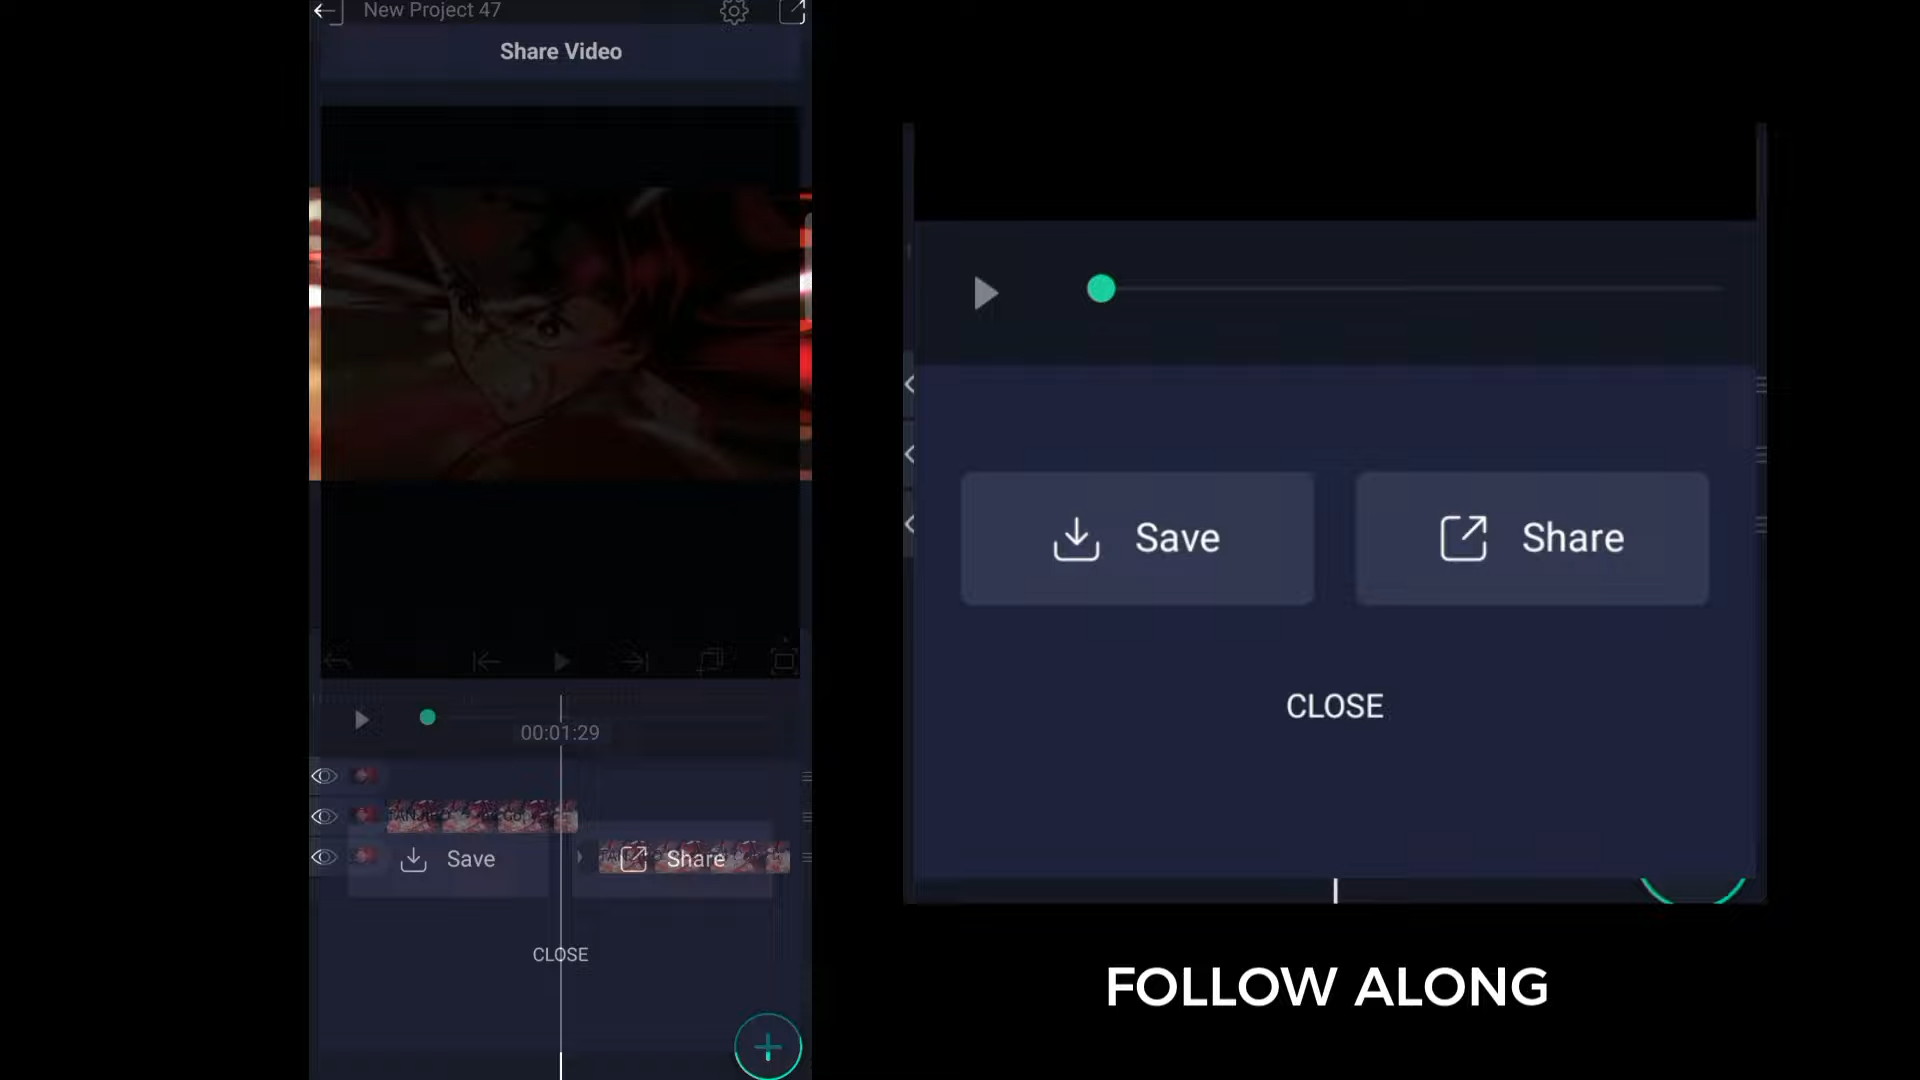 New Project 47
Share Video
00:01:29
Save
Share
CLOSE
Save
Share
CLOSE
FOLLOW ALONG